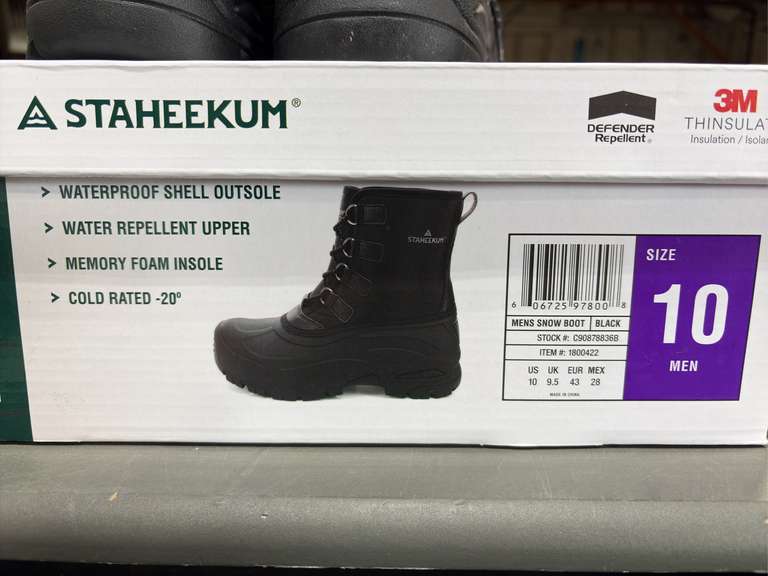 STAHEEKUM®
DEFENDER
Repellent®
3M
THINSULAT
Insulation / Isolan
> WATERPROOF SHELL OUTSOLE
> WATER REPELLENT UPPER
> MEMORY FOAM INSOLE
> COLD RATED -20°
STAHEEKUM
6 06725 97800 8
MENS SNOW BOOT | BLACK
STOCK #: C90878836B
ITEM #: 1800422
US UK EUR MEX
10 9.5 43 28
MADE IN CHINA
SIZE
10
MEN